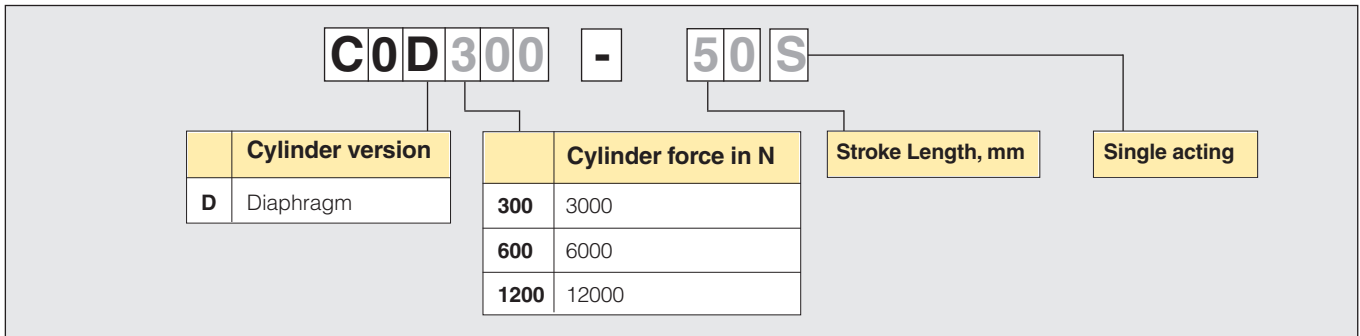 C0D300 - 50S
Cylinder version
D Diaphragm
Cylinder force in N
300 3000
600 6000
1200 12000
Stroke Length, mm
Single acting